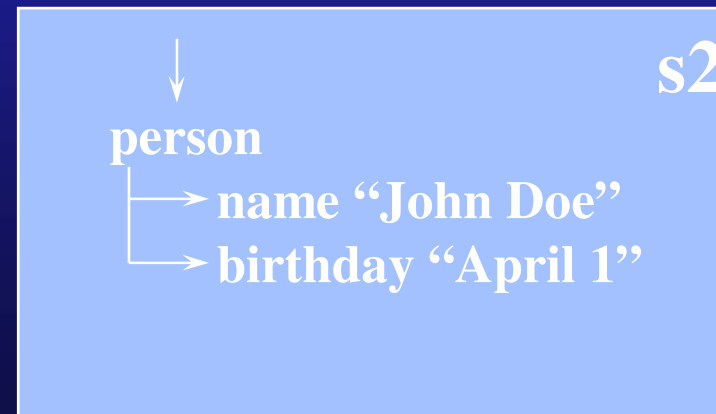 s2
person
name “John Doe”
birthday “April 1”